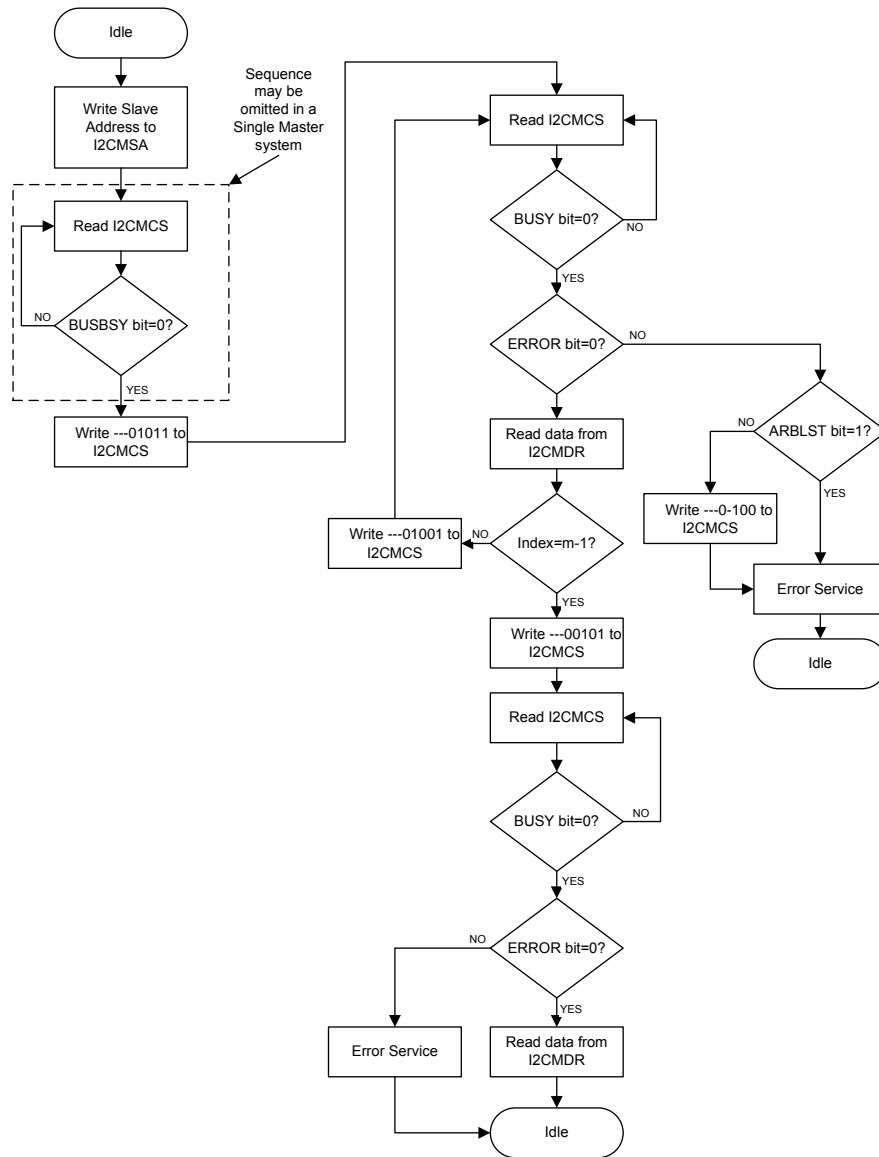 Idle
Write Slave
Address to
I2CMSA
Sequence
may be
omitted in a
Single Master
system
Read I2CMCS
BUSBSY bit=0?
NO
YES
Write ---01011 to
I2CMCS
Read I2CMCS
BUSY bit=0?
NO
YES
ERROR bit=0?
NO
YES
ARBLST bit=1?
NO
YES
Write ---0-100 to
I2CMCS
Error Service
Idle
Read data from
I2CMDR
Index=m-1?
NO
Write ---01001 to
I2CMCS
YES
Write ---00101 to
I2CMCS
Read I2CMCS
BUSY bit=0?
NO
YES
ERROR bit=0?
NO
YES
Error Service
Read data from
I2CMDR
Idle